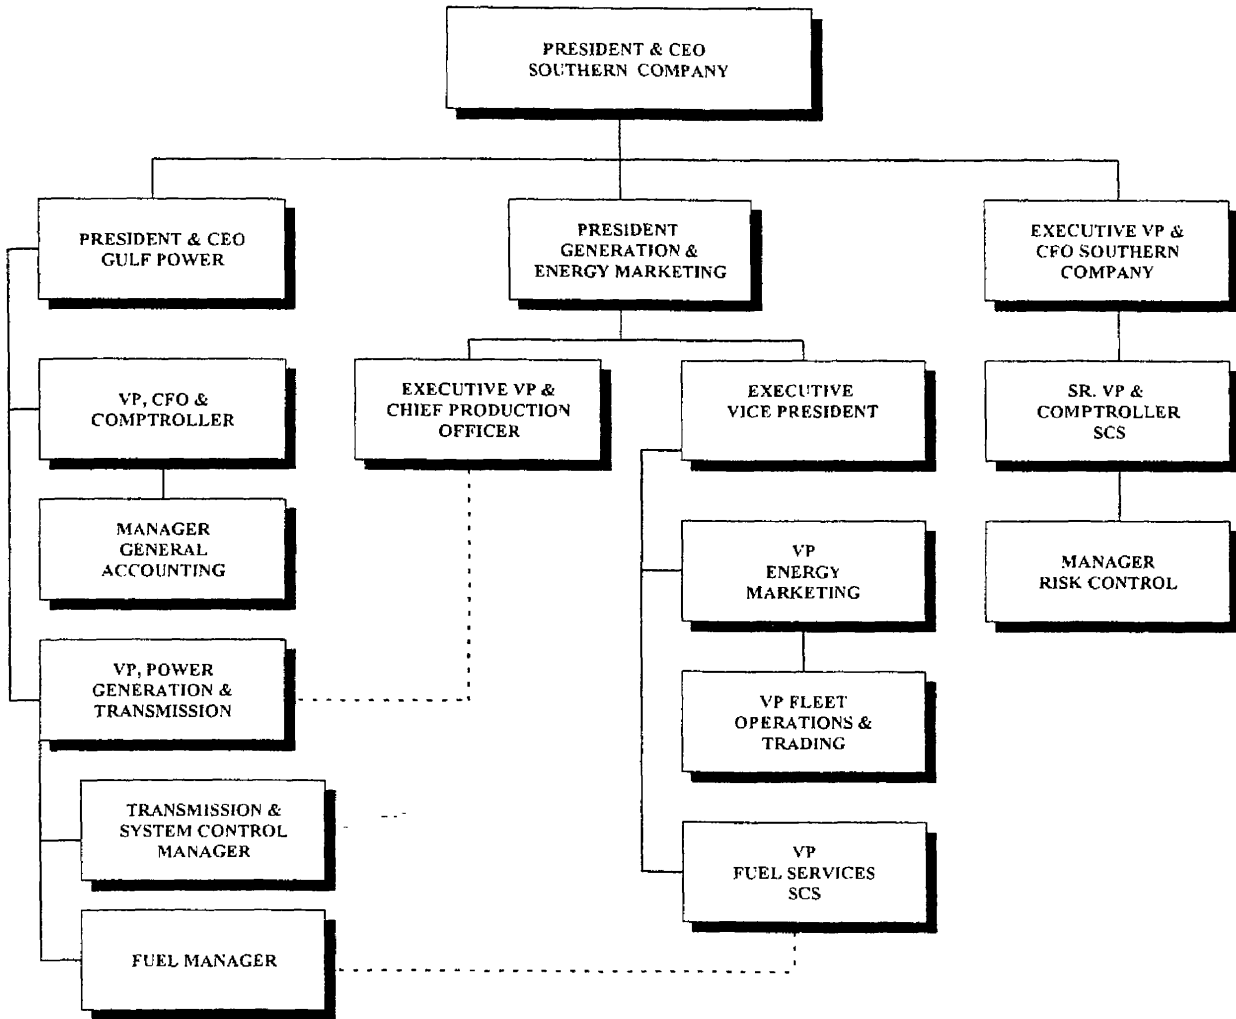 PRESIDENT & CEO
SOUTHERN COMPANY
PRESIDENT & CEO
GULF POWER
PRESIDENT
GENERATION &
ENERGY MARKETING
EXECUTIVE VP &
CFO SOUTHERN
COMPANY
VP, CFO &
COMPTROLLER
EXECUTIVE VP &
CHIEF PRODUCTION
OFFICER
EXECUTIVE
VICE PRESIDENT
SR. VP &
COMPTROLLER
SCS
MANAGER
GENERAL
ACCOUNTING
VP
ENERGY
MARKETING
MANAGER
RISK CONTROL
VP, POWER
GENERATION &
TRANSMISSION
VP FLEET
OPERATIONS &
TRADING
TRANSMISSION &
SYSTEM CONTROL
MANAGER
VP
FUEL SERVICES
SCS
FUEL MANAGER